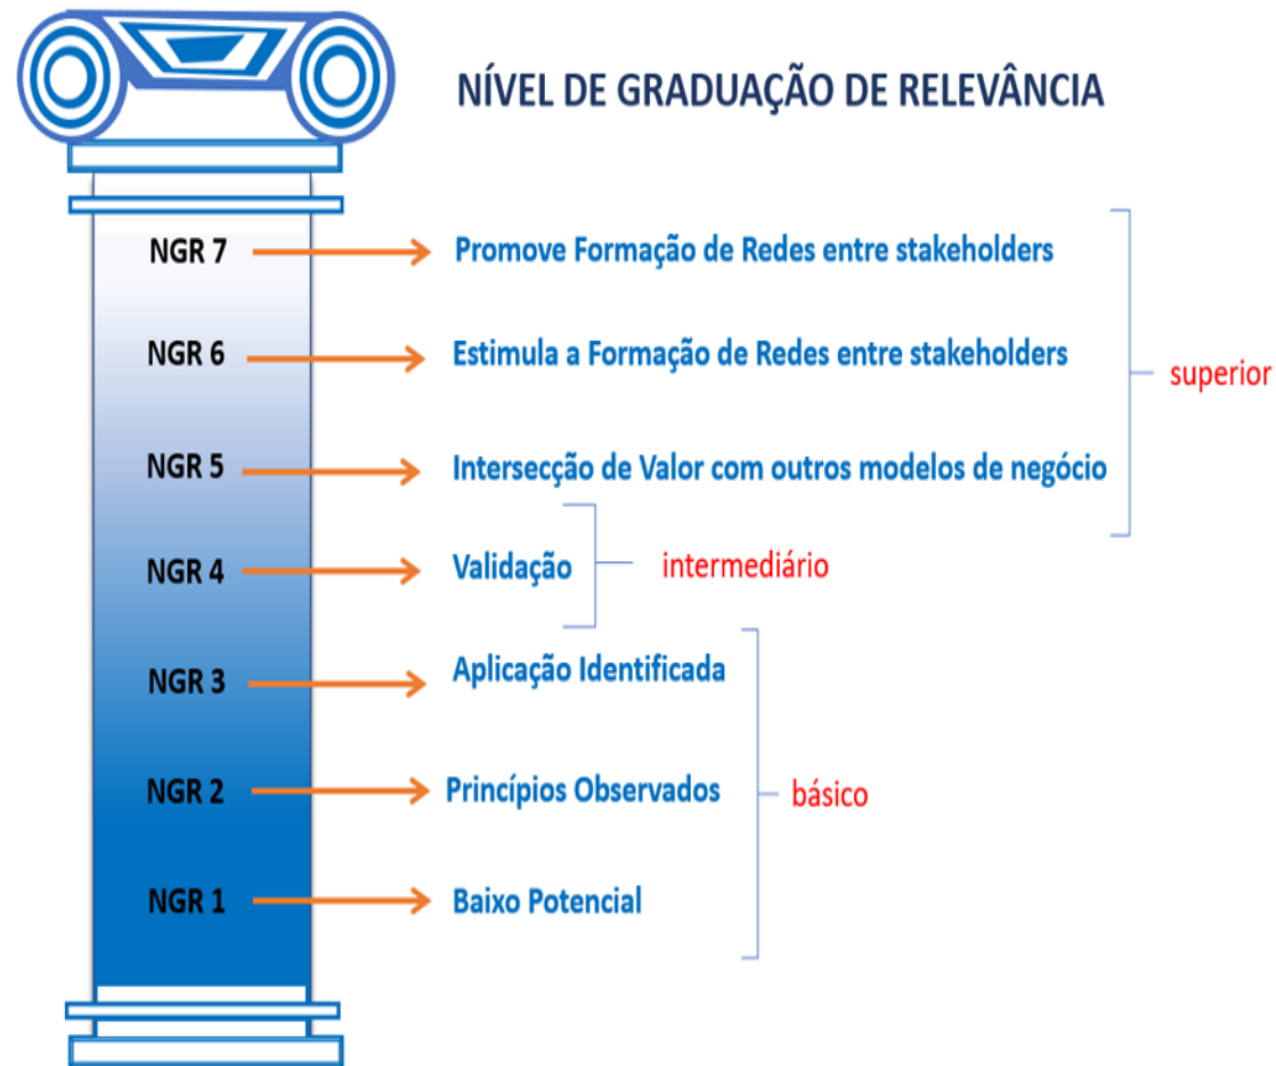 NÍVEL DE GRADUAÇÃO DE RELEVÂNCIA
NGR 7 Promove Formação de Redes entre stakeholders
NGR 6 Estimula a Formação de Redes entre stakeholders
superior
NGR 5 Intersecção de Valor com outros modelos de negócio
NGR 4 Validação intermediário
NGR 3 Aplicação Identificada
NGR 2 Princípios Observados básico
NGR 1 Baixo Potencial